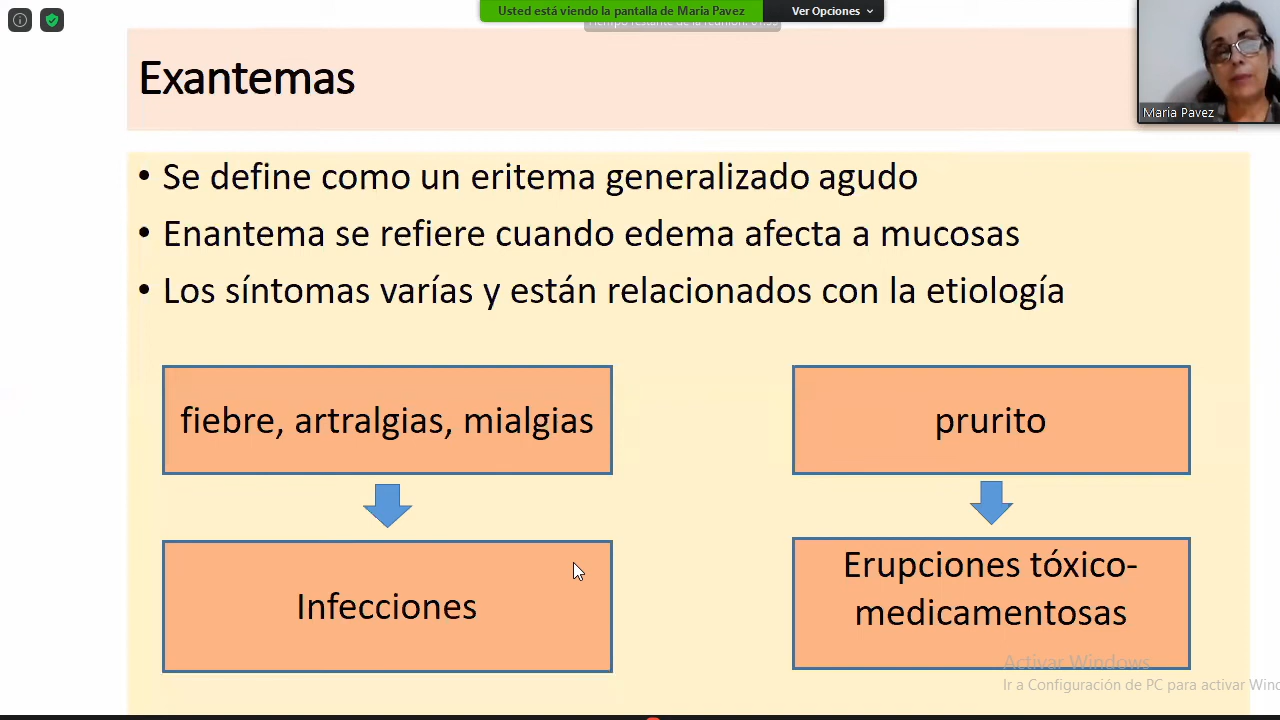 Usted está viendo la pantalla de Maria Pavez
Ver Opciones
Exantemas
Maria Pavez
• Se define como un eritema generalizado agudo
• Enantema se refiere cuando edema afecta a mucosas
• Los síntomas varías y están relacionados con la etiología
fiebre, artralgias, mialgias
prurito
Infecciones
Erupciones tóxico-
medicamentosas
Activar Windows
Ir a Configuración de PC para activar Wind